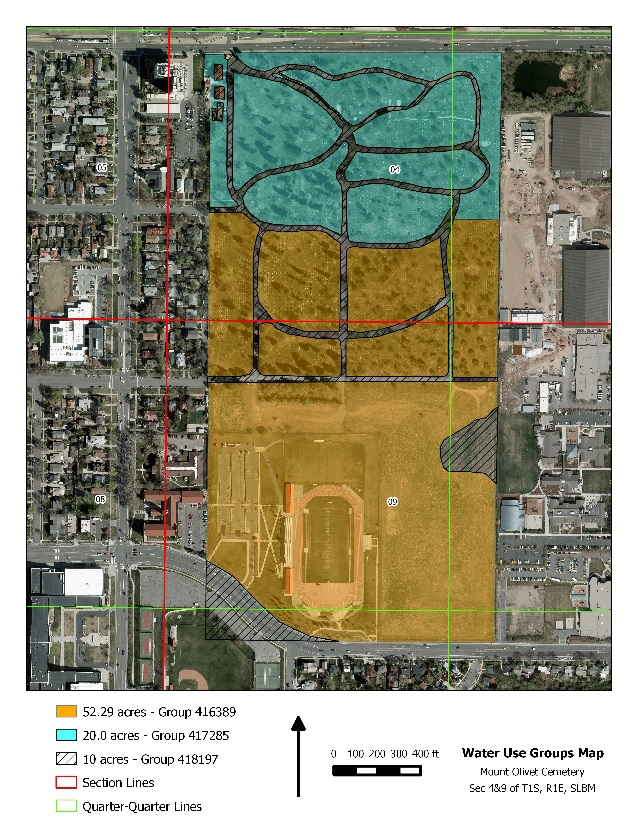 05
04
08
09
52.29 acres - Group 416389
20.0 acres - Group 417285
10 acres - Group 418197
Section Lines
Quarter-Quarter Lines
0 100 200 300 400 ft
Water Use Groups Map
Mount Olivet Cemetery
Sec 4&9 of T1S, R1E, SLBM